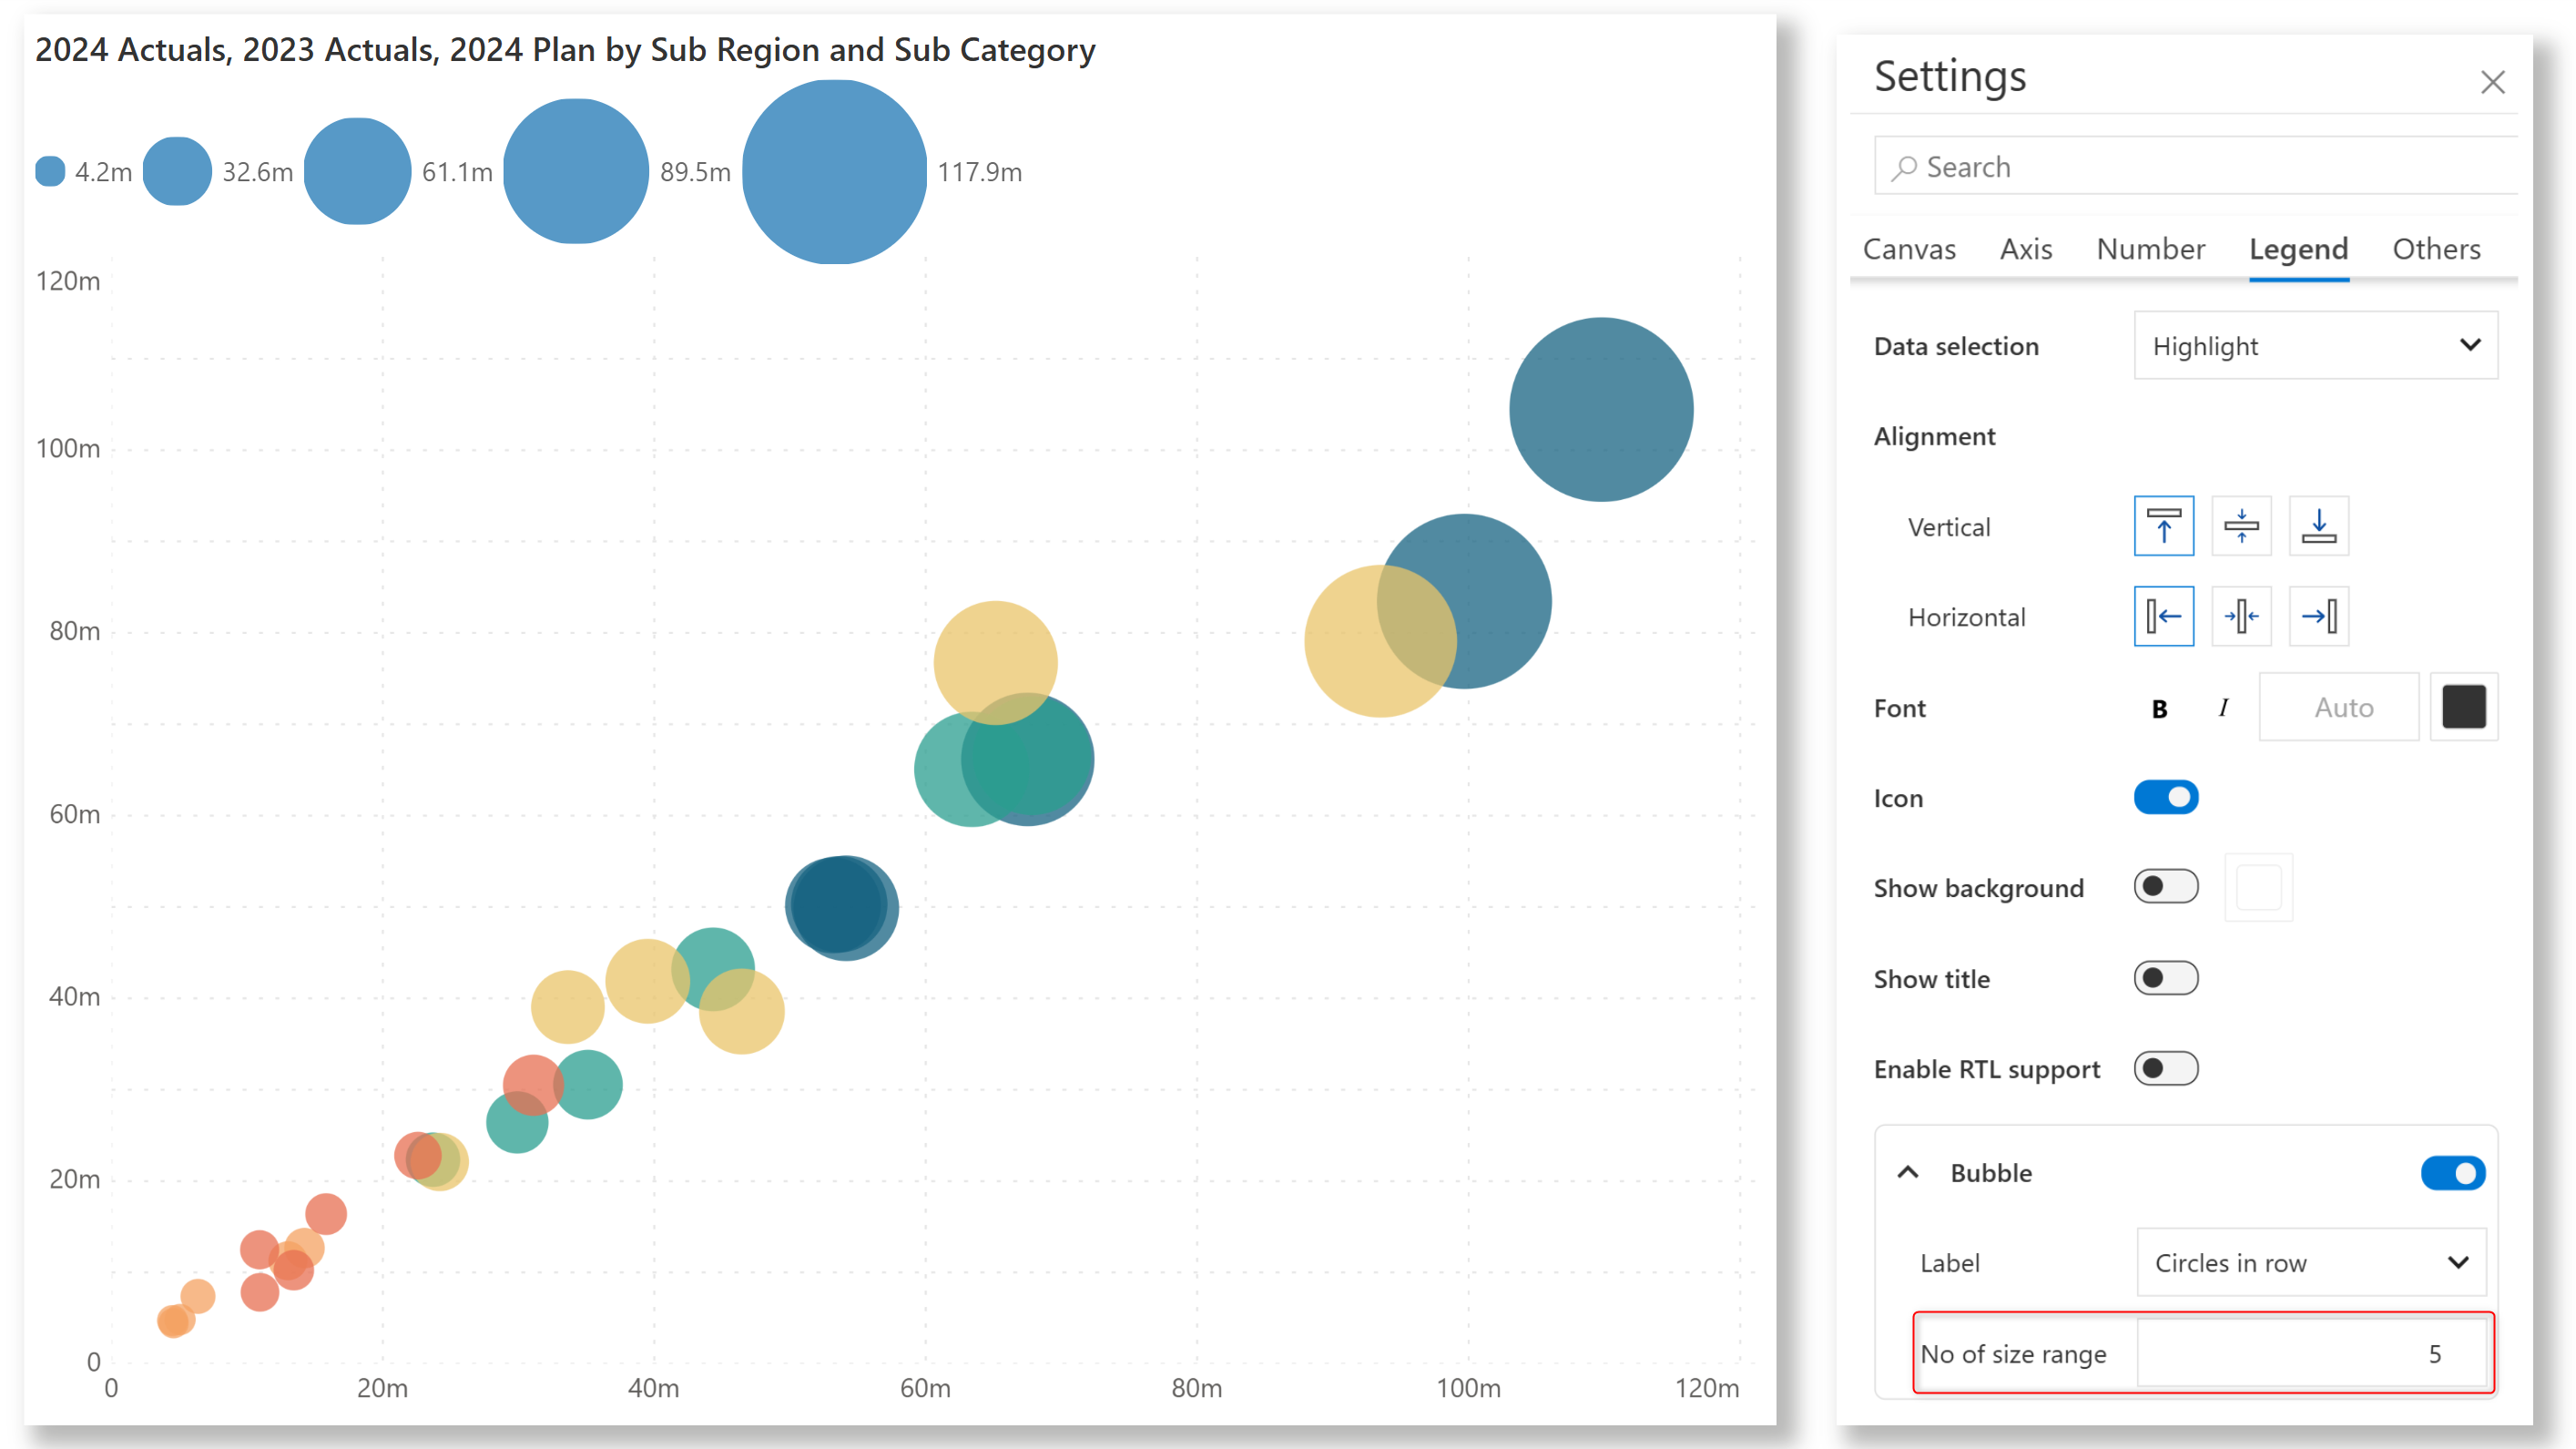 2024 Actuals, 2023 Actuals, 2024 Plan by Sub Region and Sub Category
4.2m 32.6m 61.1m 89.5m 117.9m
120m
100m
80m
60m
40m
20m
0
0 20m 40m 60m 80m 100m 120m
Settings
Search
Canvas Axis Number Legend Others
Data selection Highlight
Alignment
Vertical
Horizontal
Font B I Auto
Icon
Show background
Show title
Enable RTL support
Bubble
Label Circles in row
No of size range 5